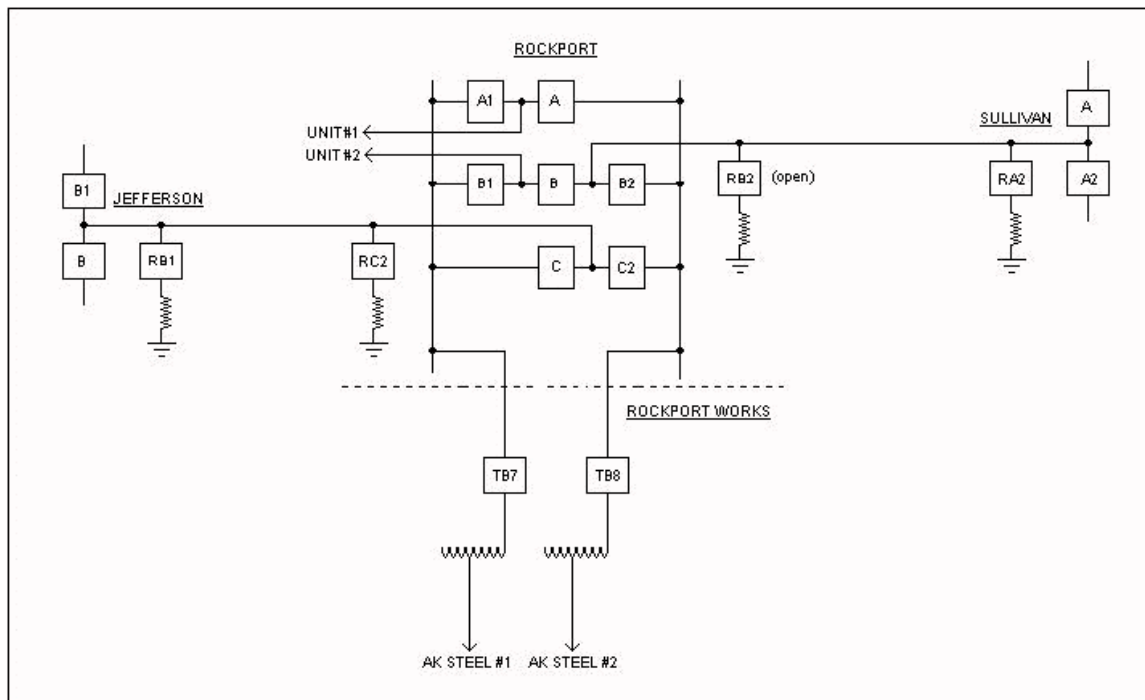 ROCKPORT
A1
A
A
UNIT#1
SULLIVAN
UNIT #2
B1
B
B2
RB2
(open)
RA2
A2
B1
JEFFERSON
B
RB1
RC2
C
C2
ROCKPORT WORKS
TB7
TB8
AK STEEL #1
AK STEEL #2